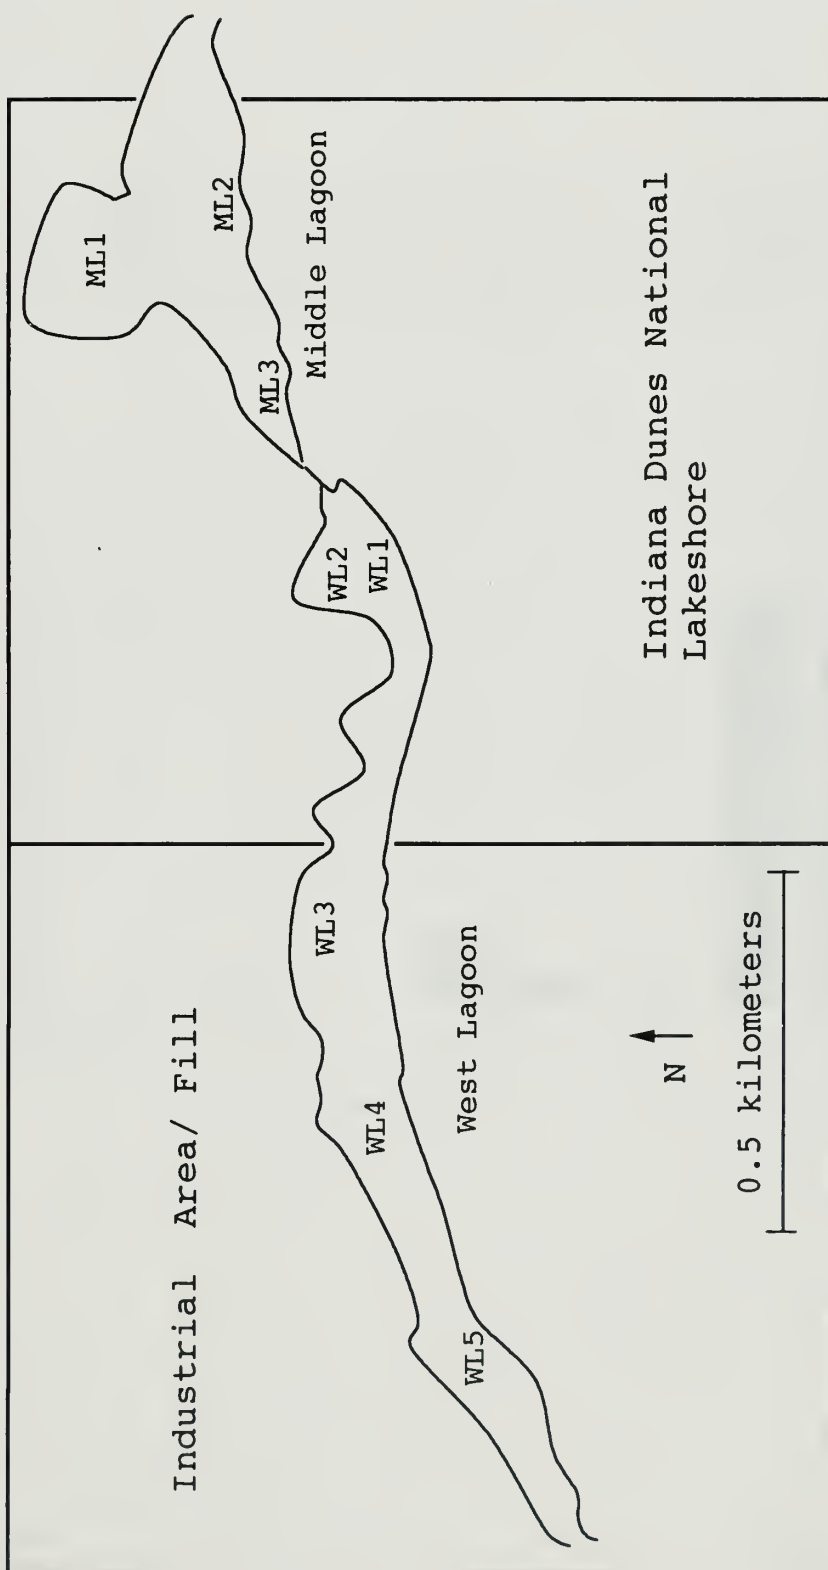 ML1
ML2
ML3
Middle Lagoon
WL2
WL1
Indiana Dunes National
Lakeshore
Industrial Area/ Fill
WL3
WL4
WL5
West Lagoon
N
0.5 kilometers